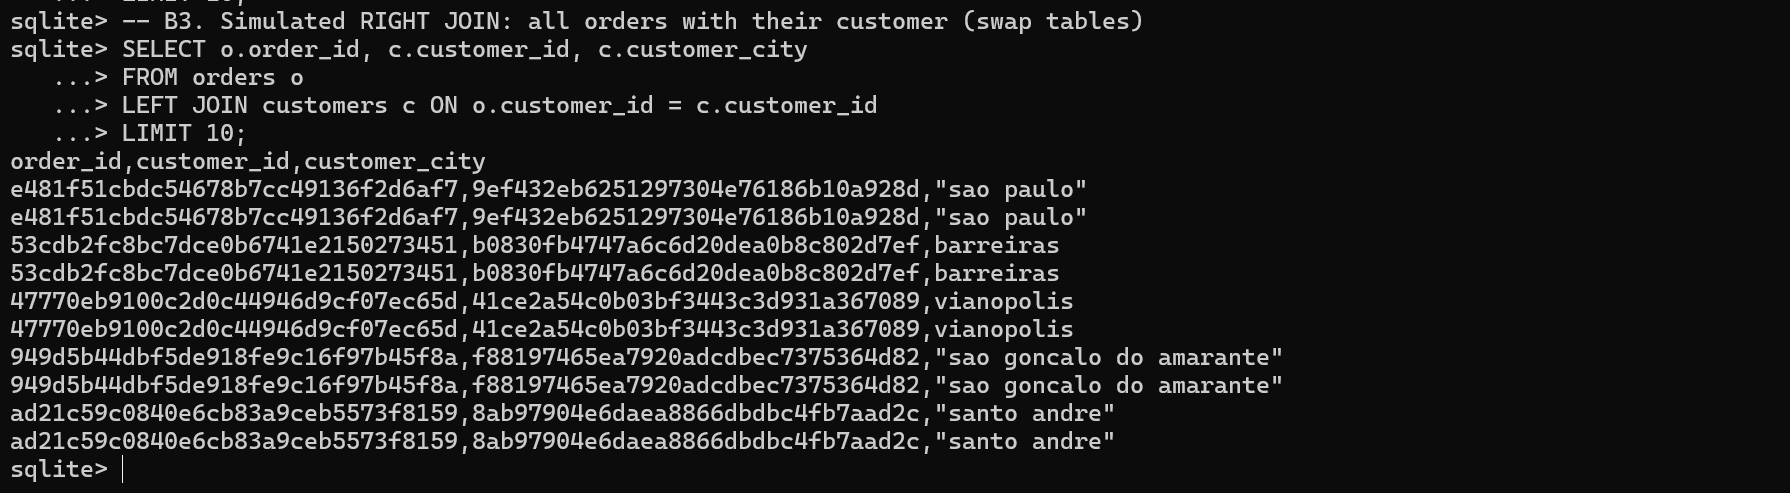 sqlite> -- B3. Simulated RIGHT JOIN: all orders with their customer (swap tables)
sqlite> SELECT o.order_id, c.customer_id, c.customer_city
   ...> FROM orders o
   ...> LEFT JOIN customers c ON o.customer_id = c.customer_id
   ...> LIMIT 10;
order_id,customer_id,customer_city
e481f51cbdc54678b7cc49136f2d6af7,9ef432eb6251297304e76186b10a928d,"sao paulo"
e481f51cbdc54678b7cc49136f2d6af7,9ef432eb6251297304e76186b10a928d,"sao paulo"
53cdb2fc8bc7dce0b6741e2150273451,b0830fb4747a6c6d20dea0b8c802d7ef,barreiras
53cdb2fc8bc7dce0b6741e2150273451,b0830fb4747a6c6d20dea0b8c802d7ef,barreiras
47770eb9100c2d0c44946d9cf07ec65d,41ce2a54c0b03bf3443c3d931a367089,vianopolis
47770eb9100c2d0c44946d9cf07ec65d,41ce2a54c0b03bf3443c3d931a367089,vianopolis
949d5b44dbf5de918fe9c16f97b45f8a,f88197465ea7920adcdbec7375364d82,"sao goncalo do amarante"
949d5b44dbf5de918fe9c16f97b45f8a,f88197465ea7920adcdbec7375364d82,"sao goncalo do amarante"
ad21c59c0840e6cb83a9ceb5573f8159,8ab97904e6daea8866dbdbc4fb7aad2c,"santo andre"
ad21c59c0840e6cb83a9ceb5573f8159,8ab97904e6daea8866dbdbc4fb7aad2c,"santo andre"
sqlite>